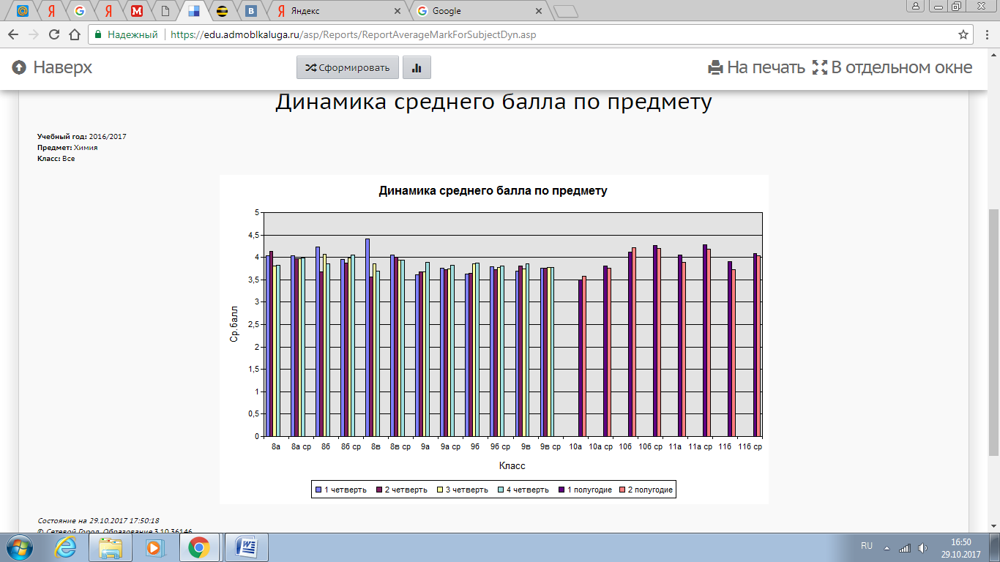 Яндекс
Google
Надежный
https://edu.admoblkaluga.ru/asp/Reports/ReportAverageMarkForSubjectDyn.asp
Наверх
Сформировать
На печать
В отдельном окне
Динамика среднего балла по предмету
Учебный год: 2016/2017
Предмет: Химия
Класс: Все
Динамика среднего балла по предмету
5
4,5
4
3,5
3
2,5
2
1,5
1
0,5
0
Ср.балл
8а 8а ср 8б 8б ср 8в 8в ср 9а 9а ср 9б 9б ср 9в 9в ср 10а 10а ср 10б 10б ср 11а 11а ср 11б 11б ср
Класс
1 четверть 2 четверть 3 четверть 4 четверть 1 полугодие 2 полугодие
Состояние на 29.10.2017 17:50:18
© Сетевой Город. Образование 3.10.36146
RU
16:50
29.10.2017